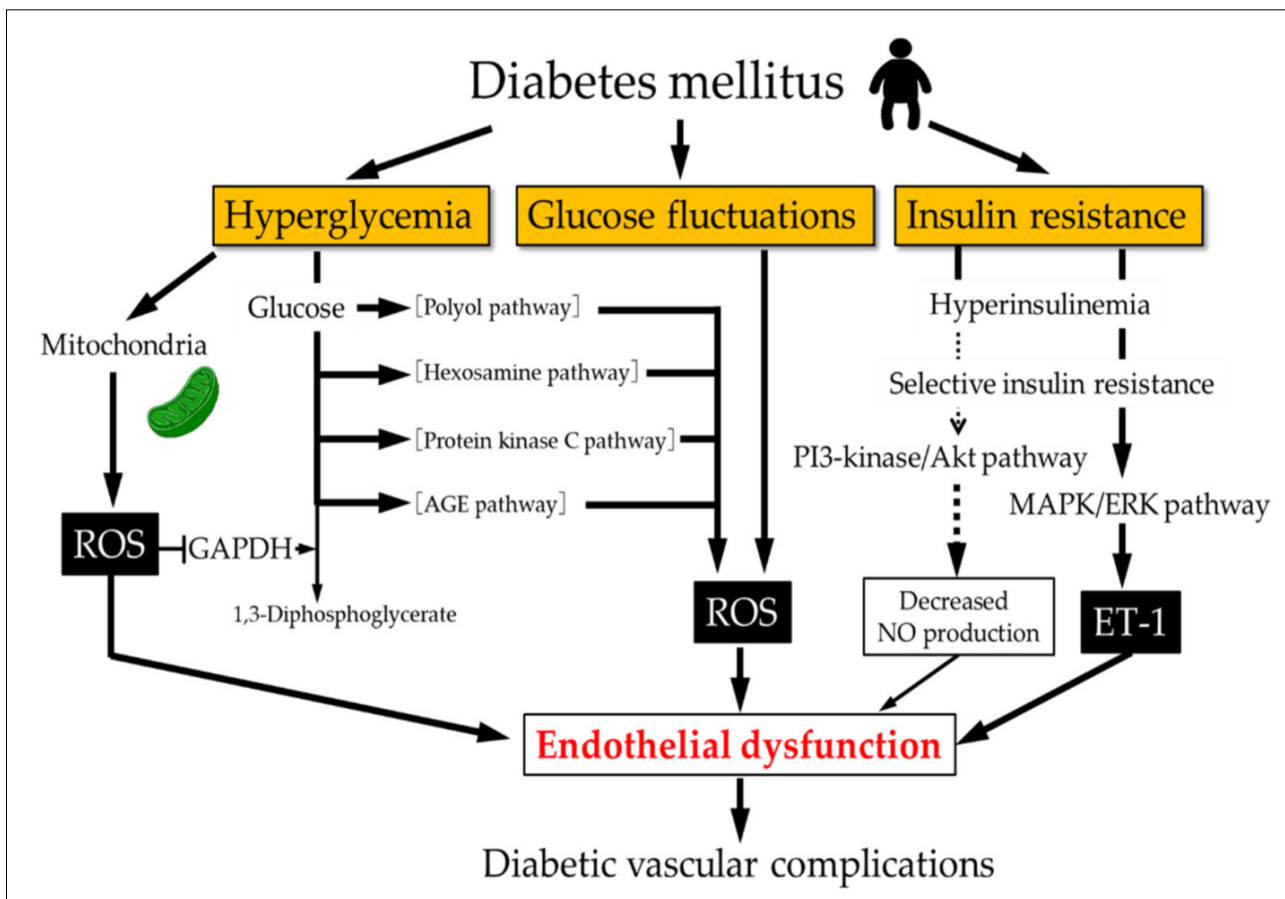 Diabetes mellitus
Hyperglycemia
Glucose fluctuations
Insulin resistance
Glucose
[Polyol pathway]
Hyperinsulinemia
Mitochondria
[Hexosamine pathway]
Selective insulin resistance
[Protein kinase C pathway]
PI3-kinase/Akt pathway
[AGE pathway]
MAPK/ERK pathway
ROS
GAPDH
1,3-Diphosphoglycerate
ROS
Decreased
NO production
ET-1
Endothelial dysfunction
Diabetic vascular complications